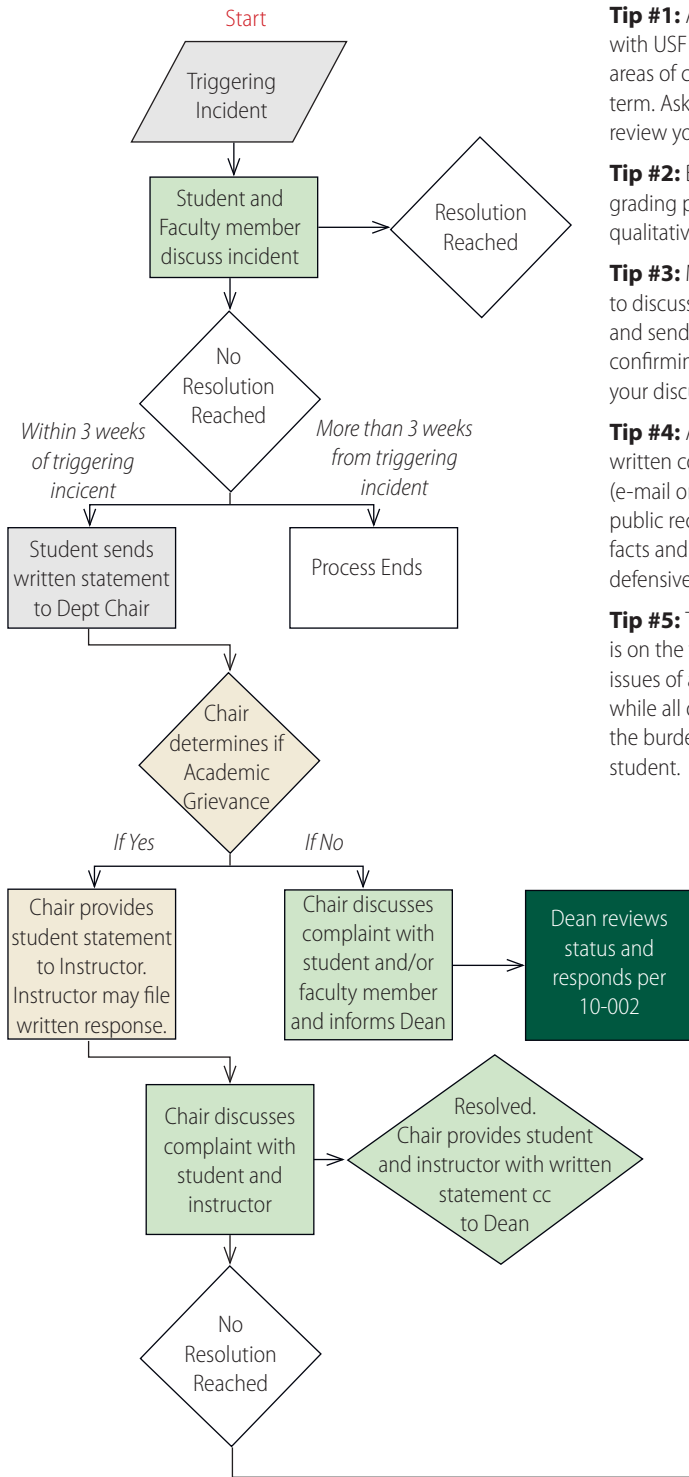 Start
Triggering
Incident
Student and
Faculty member
discuss incident
Resolution
Reached
No
Resolution
Reached
Within 3 weeks
of triggering
incicent
More than 3 weeks
from triggering
incident
Student sends
written statement
to Dept Chair
Process Ends
Chair
determines if
Academic
Grievance
If Yes
If No
Chair provides
student statement
to Instructor.
Instructor may file
written response.
Chair discusses
complaint with
student and/or
faculty member
and informs Dean
Dean reviews
status and
responds per
10-002
Chair discusses
complaint with
student and
instructor
Resolved.
Chair provides student
and instructor with written
statement cc
to Dean
No
Resolution
Reached
Tip #1:
with USF
areas of
term. Ask
review
Tip #2:
grading
Tip #3:
to discuss
and send
your
Tip #4:
written
(e-mail
public
facts and
defensive
Tip #5:
is on the
issues of
while all
the
student.